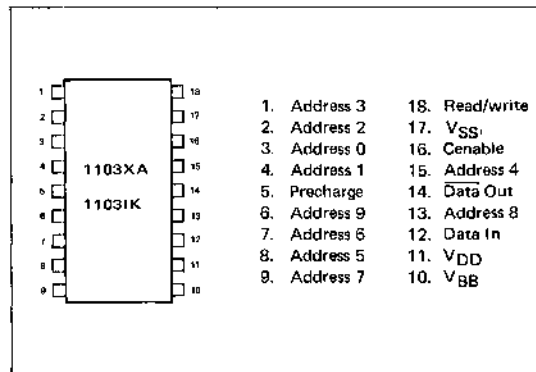 1 18
2 17
3 16
4 15
5 14
6 13
7 12
8 11
9 10
1103XA
1103IK
1. Address 3 18. Read/write
2. Address 2 17. VSS
3. Address 0 16. Cenable
4. Address 1 15. Address 4
5. Precharge 14. Data Out
6. Address 9 13. Address 8
7. Address 6 12. Data In
8. Address 5 11. VDD
9. Address 7 10. VBB